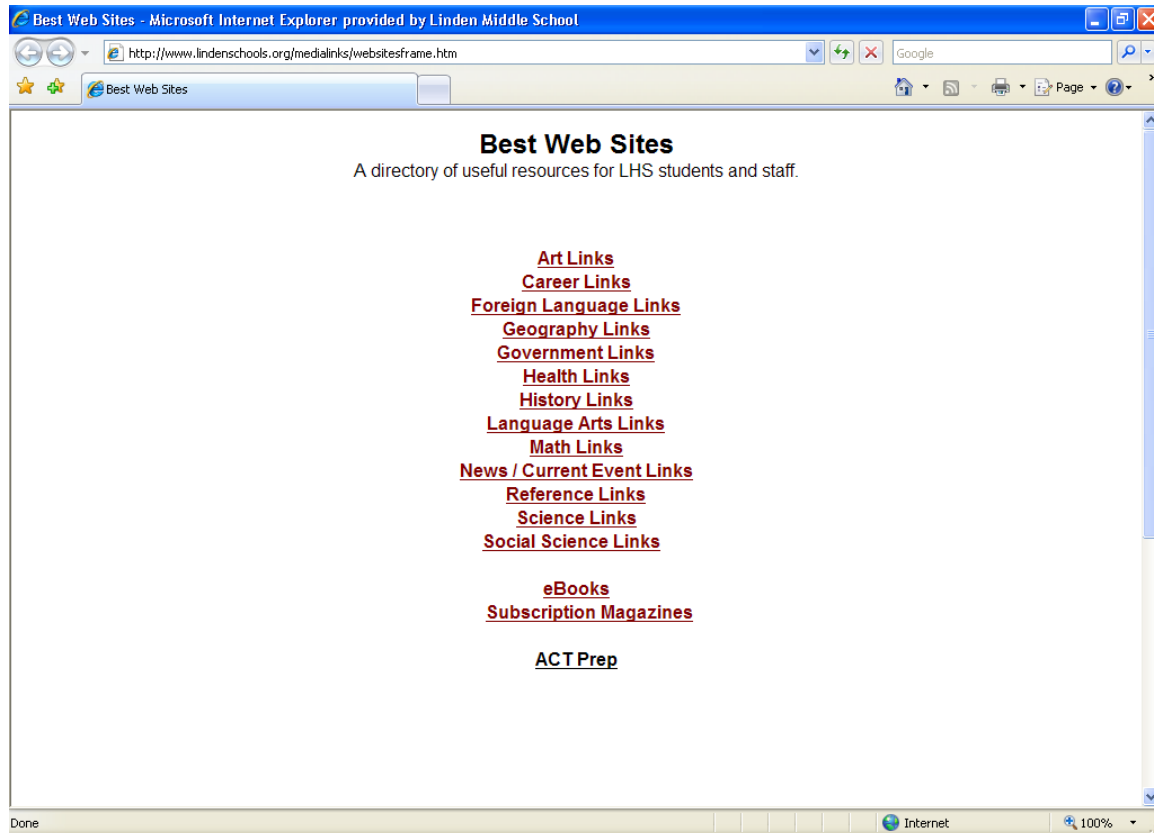 Best Web Sites - Microsoft Internet Explorer provided by Linden Middle School
http://www.lindenschools.org/medialinks/websitesframe.htm
Google
Best Web Sites
Page
Best Web Sites
A directory of useful resources for LHS students and staff.
Art Links
Career Links
Foreign Language Links
Geography Links
Government Links
Health Links
History Links
Language Arts Links
Math Links
News / Current Event Links
Reference Links
Science Links
Social Science Links
eBooks
Subscription Magazines
ACT Prep
Done
Internet
100%